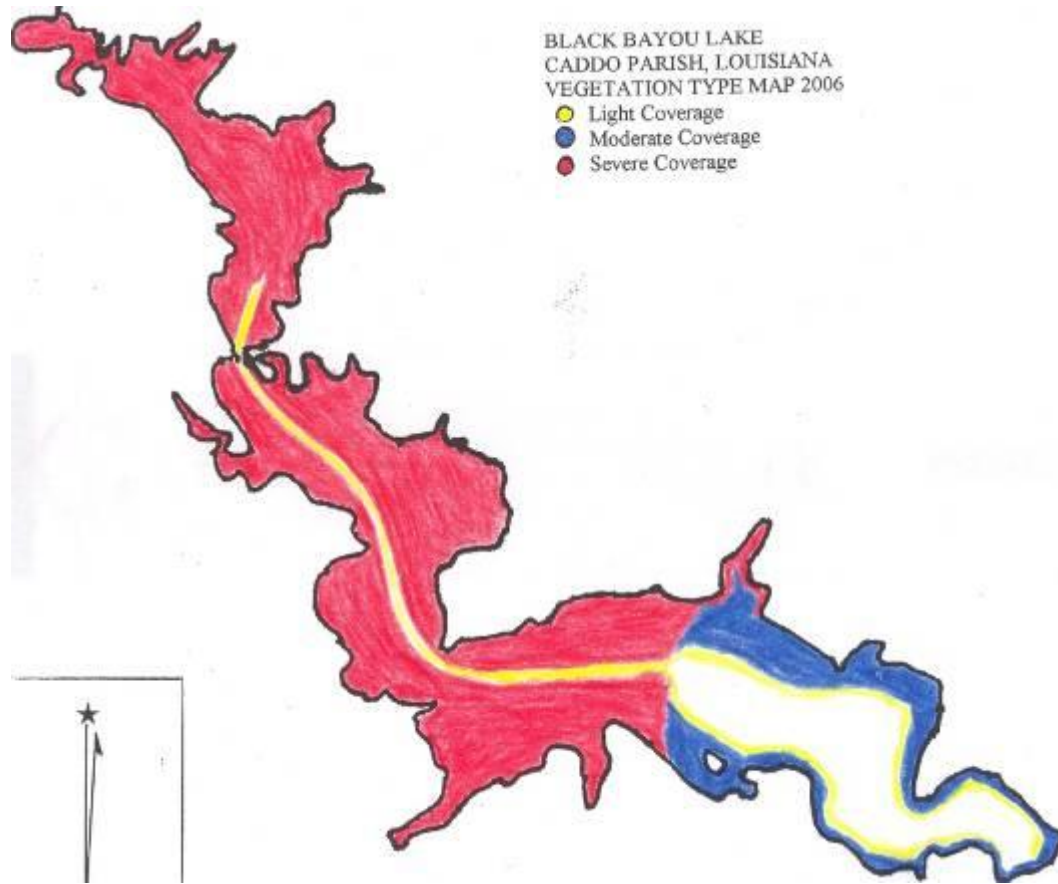 BLACK BAYOU LAKE
CADDO PARISH, LOUISIANA
VEGETATION TYPE MAP 2006
Light Coverage
Moderate Coverage
Severe Coverage